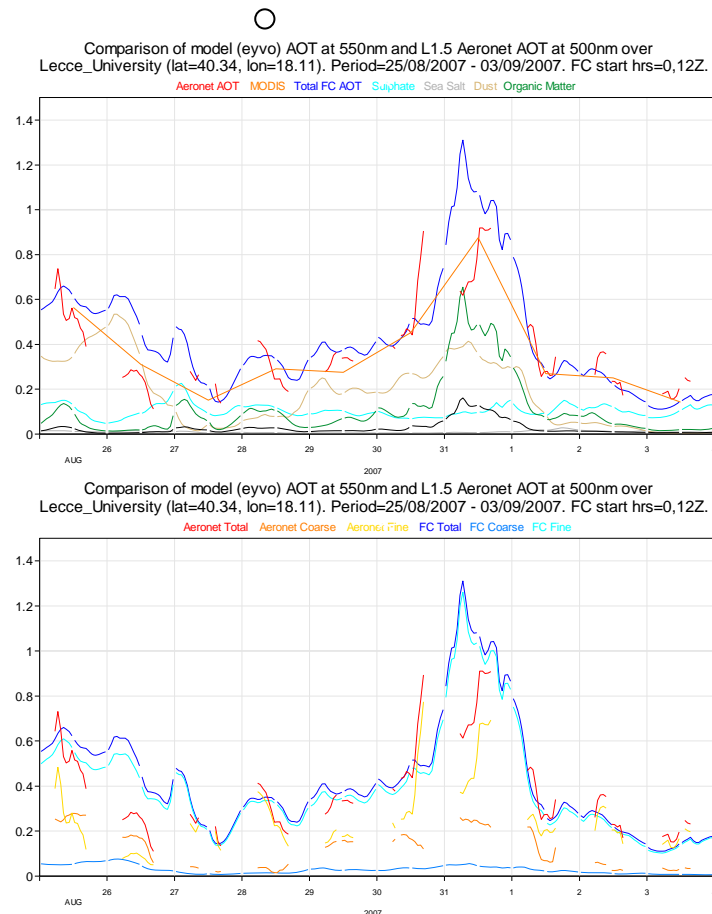 Comparison of model (eyvo) AOT at 550nm and L1.5 Aeronet AOT at 500nm over
Lecce_University (lat=40.34, lon=18.11). Period=25/08/2007 - 03/09/2007. FC start hrs=0,12Z.
Aeronet AOT MODIS Total FC AOT Sulphate Sea Salt Dust Organic Matter
1.4
1.2
1
0.8
0.6
0.4
0.2
0
26 27 28 29 30 31 1 2 3
AUG
2007
Comparison of model (eyvo) AOT at 550nm and L1.5 Aeronet AOT at 500nm over
Lecce_University (lat=40.34, lon=18.11). Period=25/08/2007 - 03/09/2007. FC start hrs=0,12Z.
Aeronet Total Aeronet Coarse Aeronet Fine FC Total FC Coarse FC Fine
1.4
1.2
1
0.8
0.6
0.4
0.2
0
26 27 28 29 30 31 1 2 3
AUG
2007